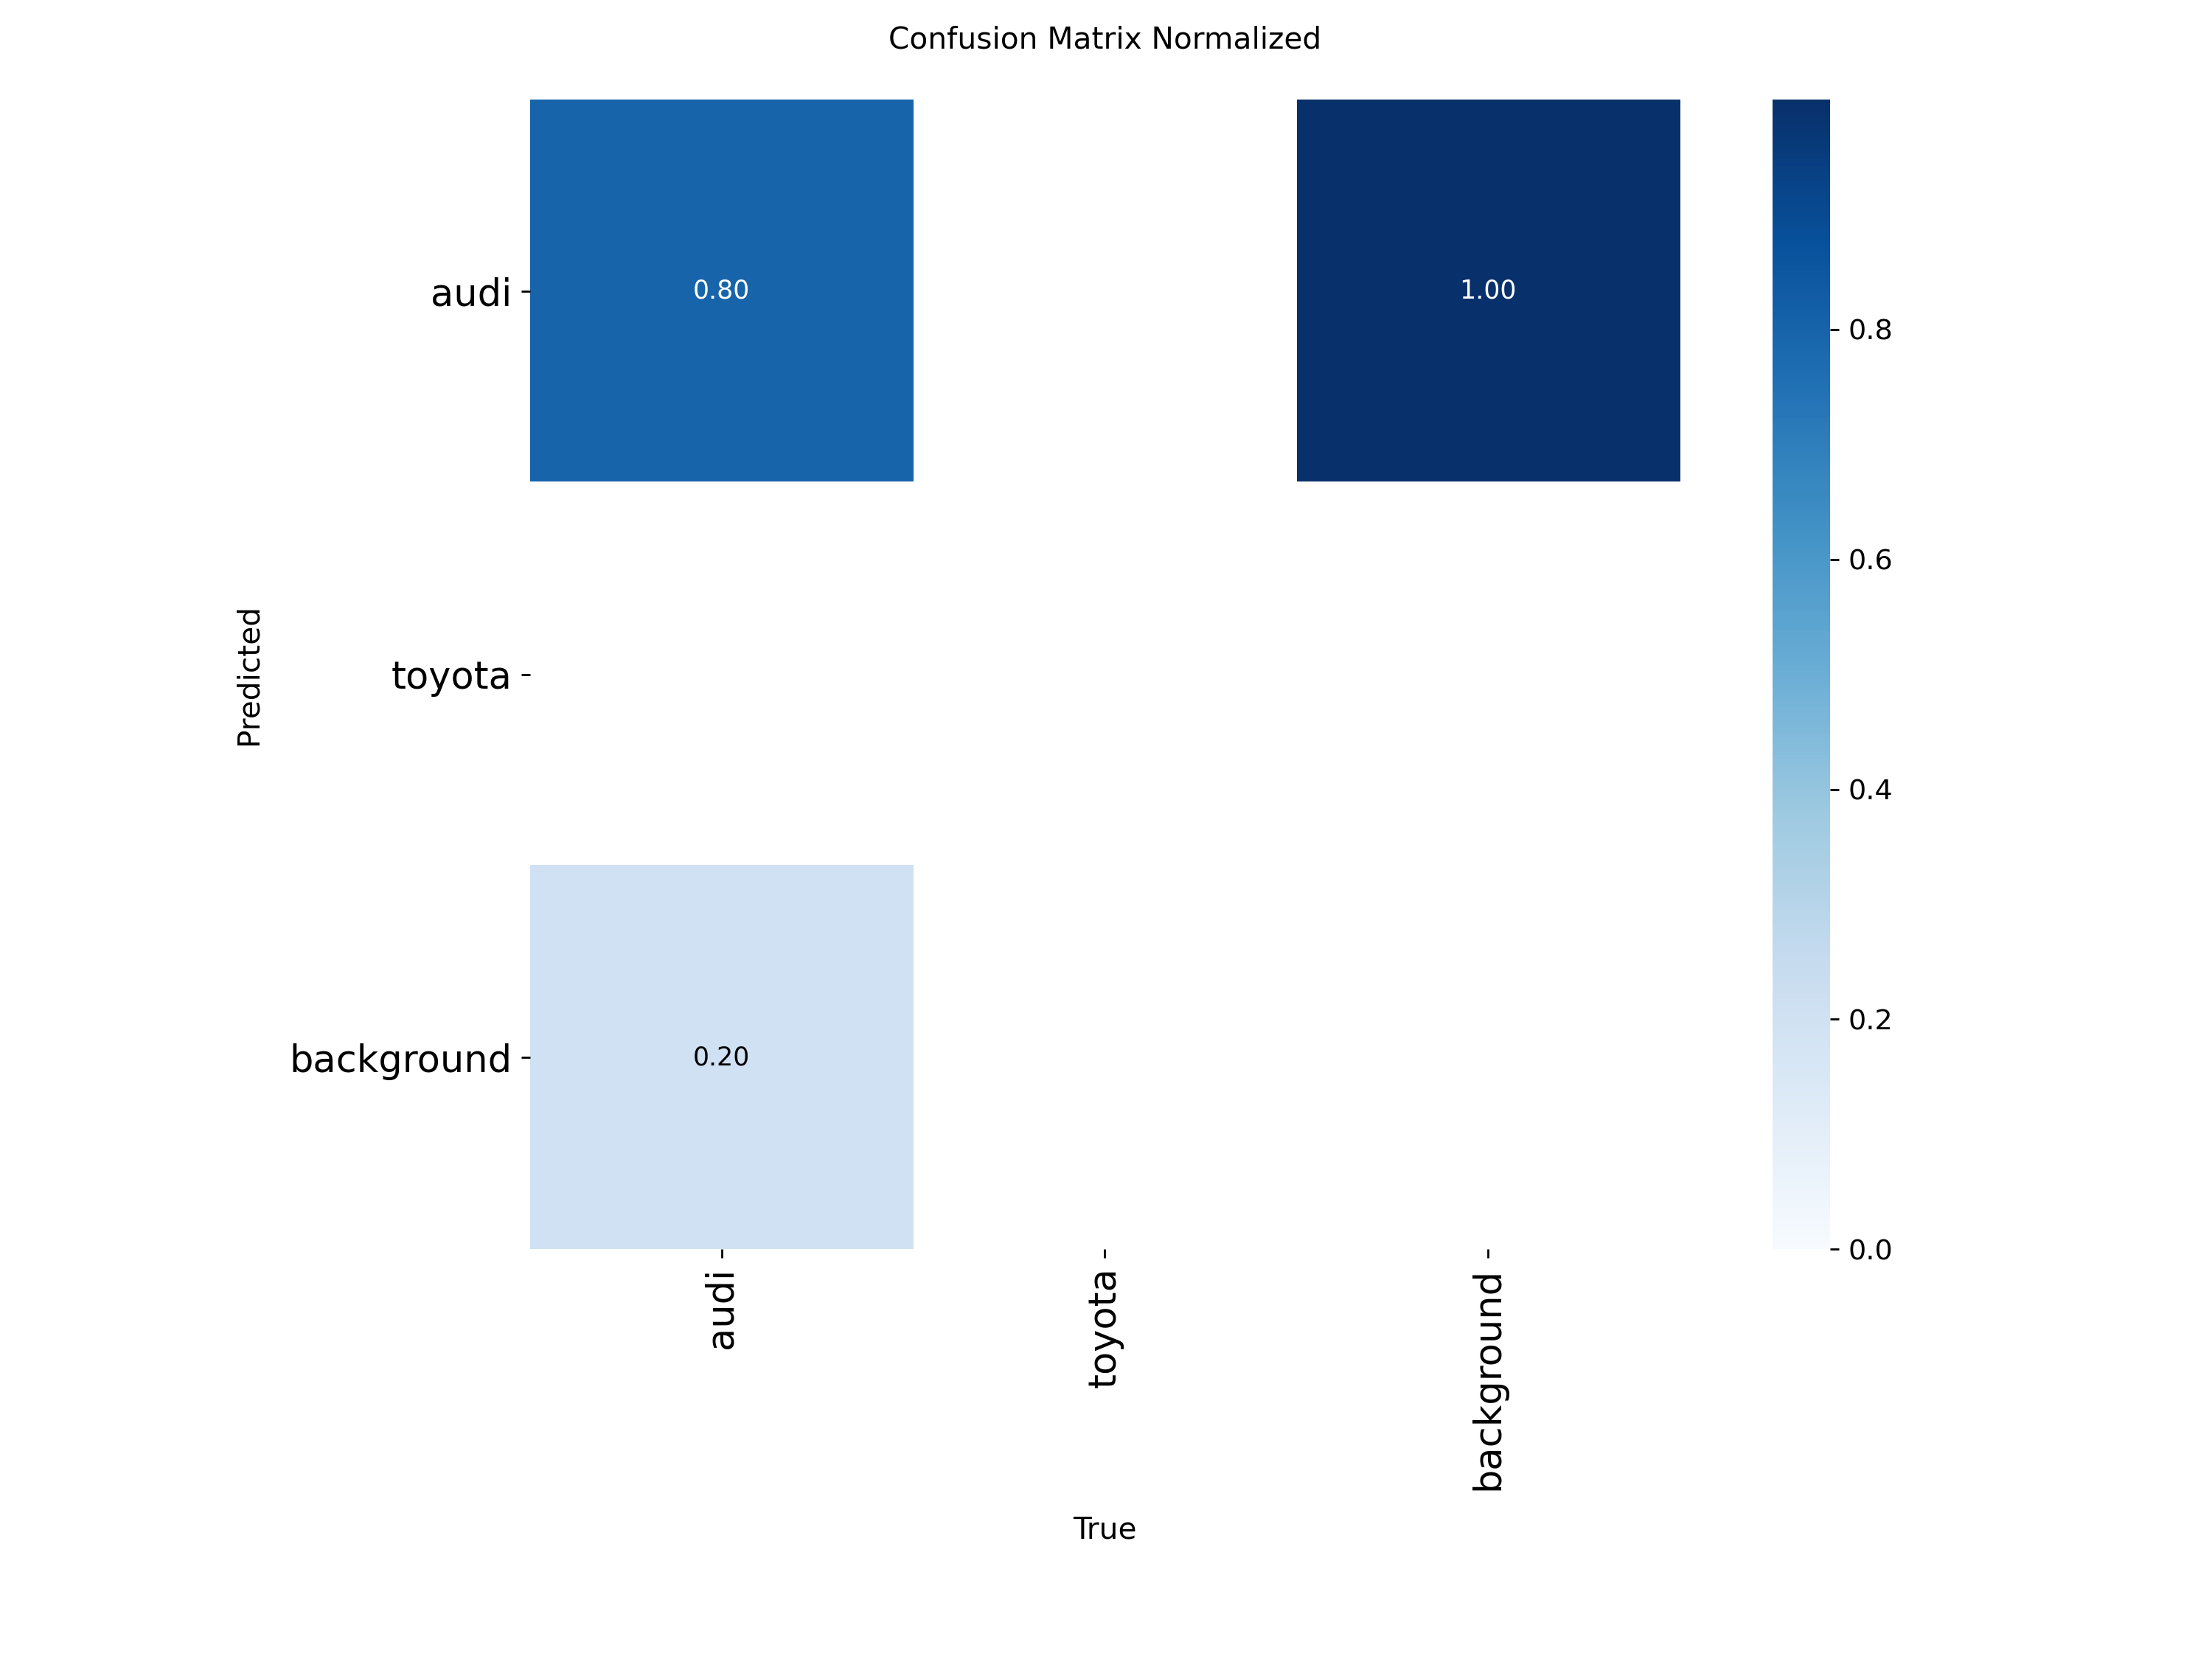 Confusion Matrix Normalized
audi
0.80
1.00
toyota
background
0.20
Predicted
audi
toyota
background
True
0.8
0.6
0.4
0.2
0.0